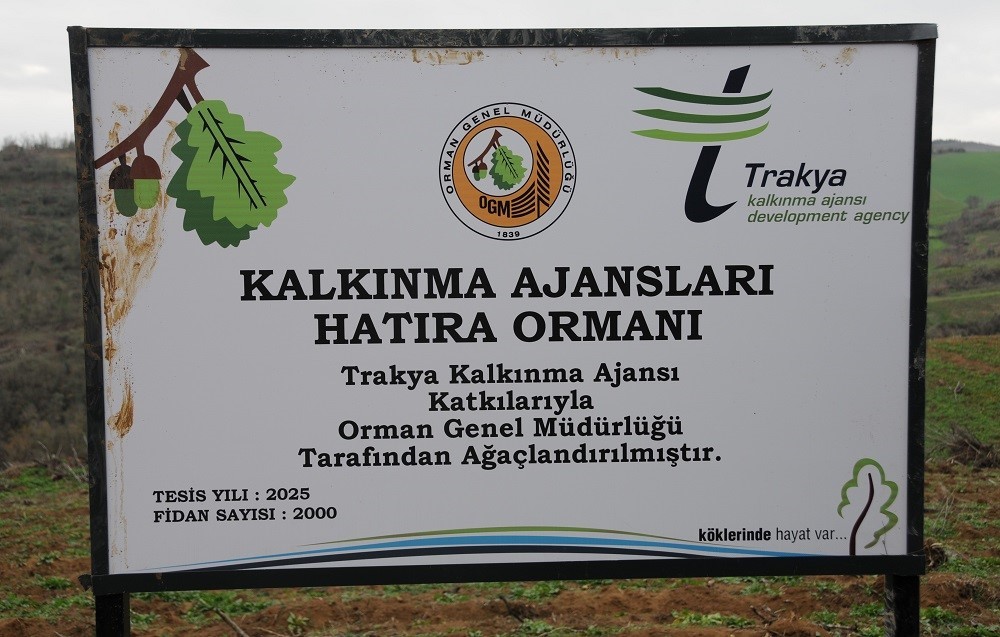 ORMAN GENEL MÜDÜRLÜĞÜ
OGM
1839
Trakya
kalkınma ajansı
development agency
KALKINMA AJANSLARI
HATIRA ORMANI
Trakya Kalkınma Ajansı
Katkılarıyla
Orman Genel Müdürlüğü
Tarafından Ağaçlandırılmıştır.
TESİS YILI : 2025
FİDAN SAYISI : 2000
köklerinde hayat var...